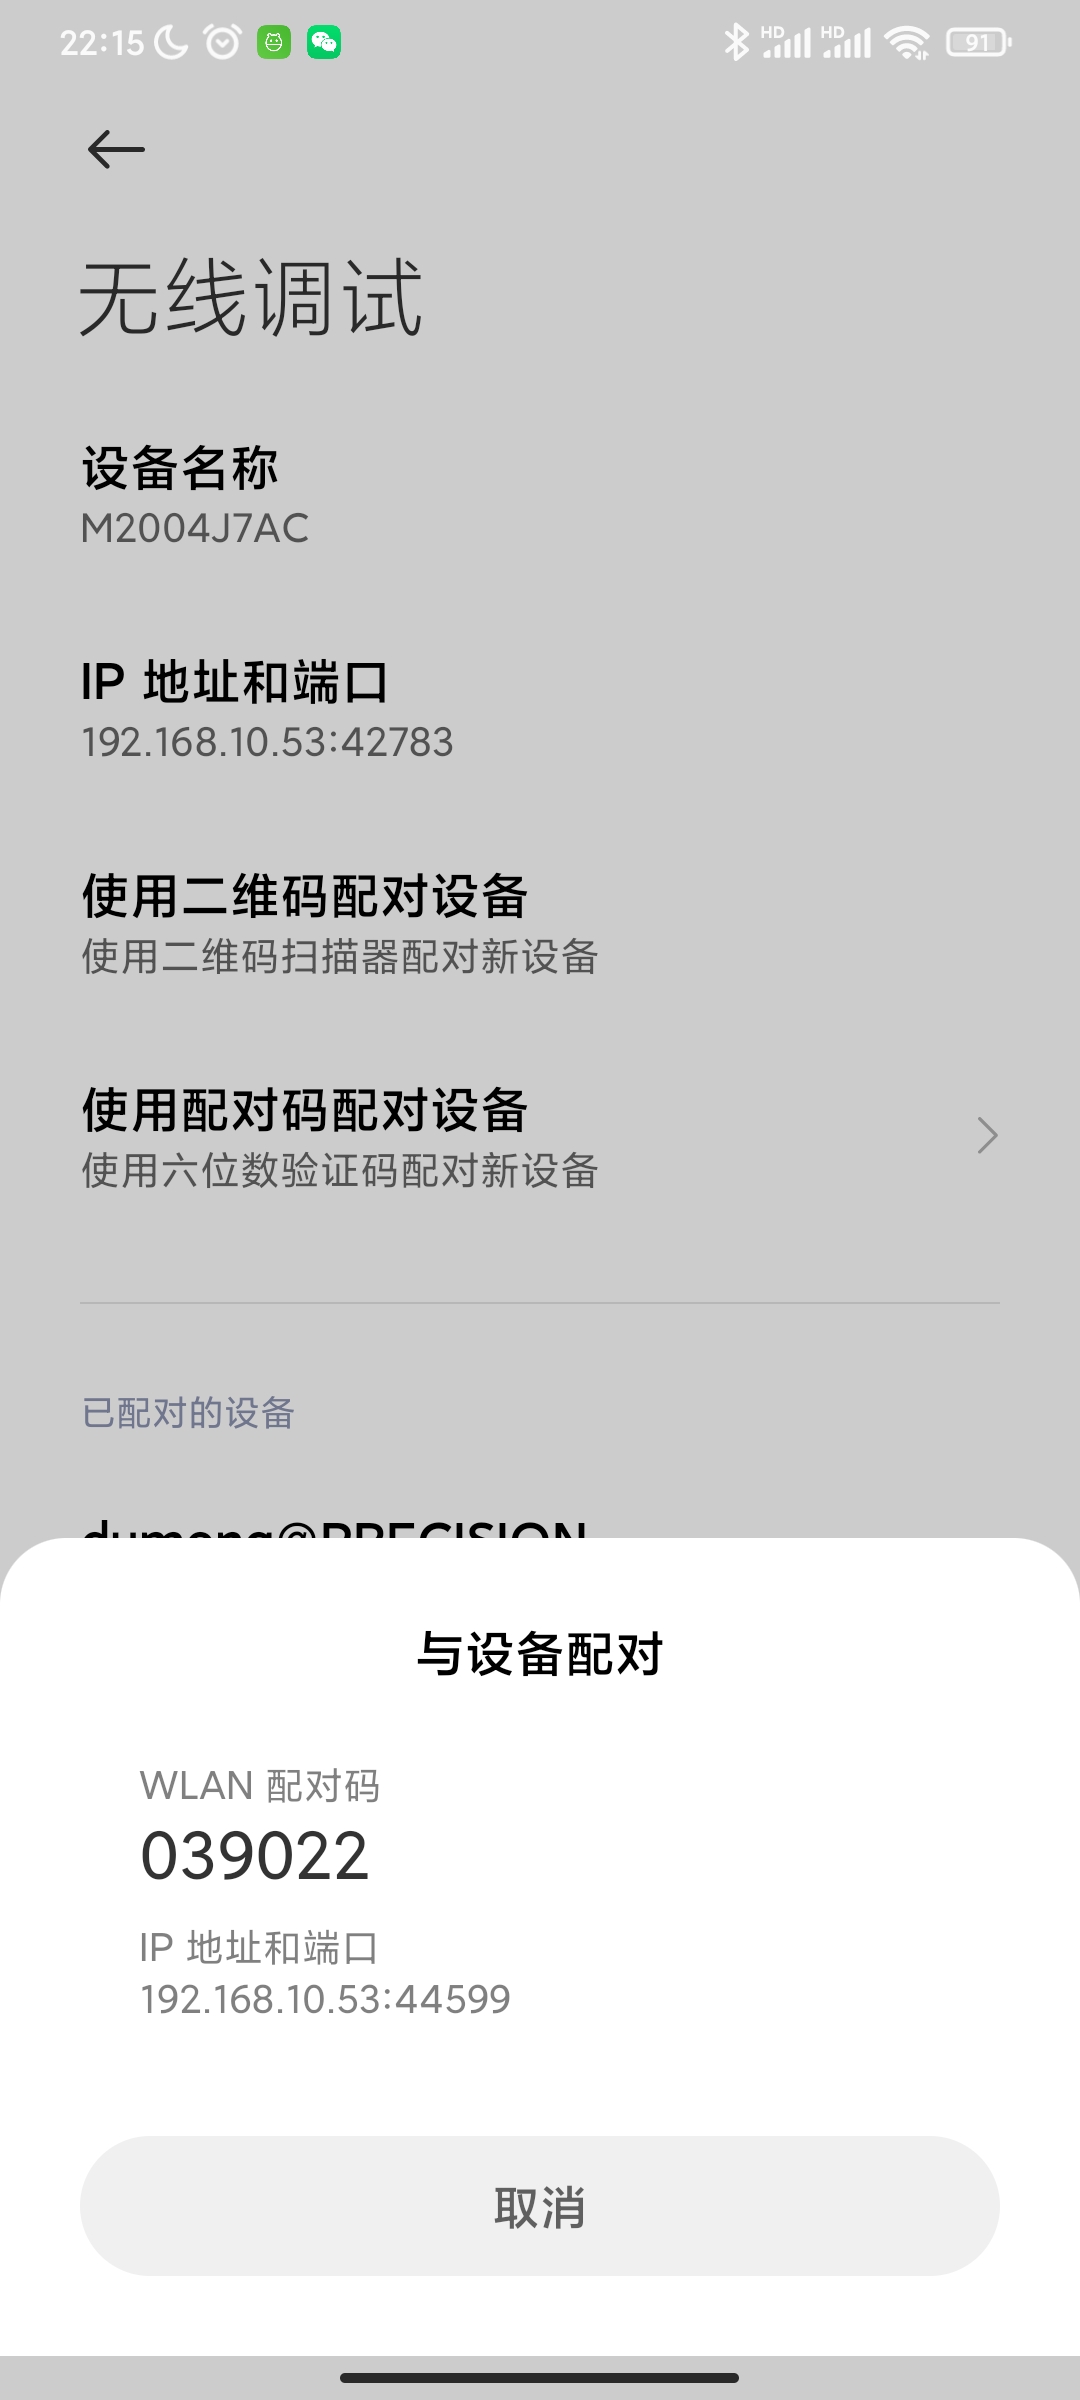 22:15
HD HD 91
无线调试
设备名称
M2004J7AC
IP 地址和端口
192.168.10.53:42783
使用二维码配对设备
使用二维码扫描器配对新设备
使用配对码配对设备
使用六位数验证码配对新设备
已配对的设备
dumeng@PRECISION
与设备配对
WLAN 配对码
039022
IP 地址和端口
192.168.10.53:44599
取消